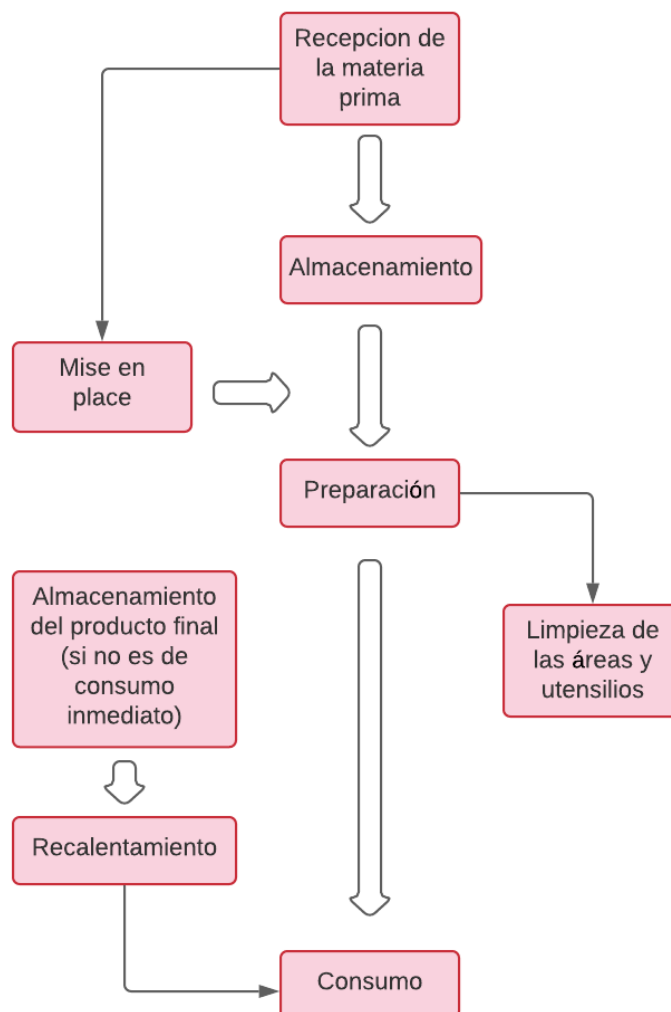 Recepcion de
la materia
prima
Almacenamiento
Mise en
place
Preparación
Almacenamiento
del producto final
(si no es de
consumo
inmediato)
Limpieza de
las áreas y
utensilios
Recalentamiento
Consumo